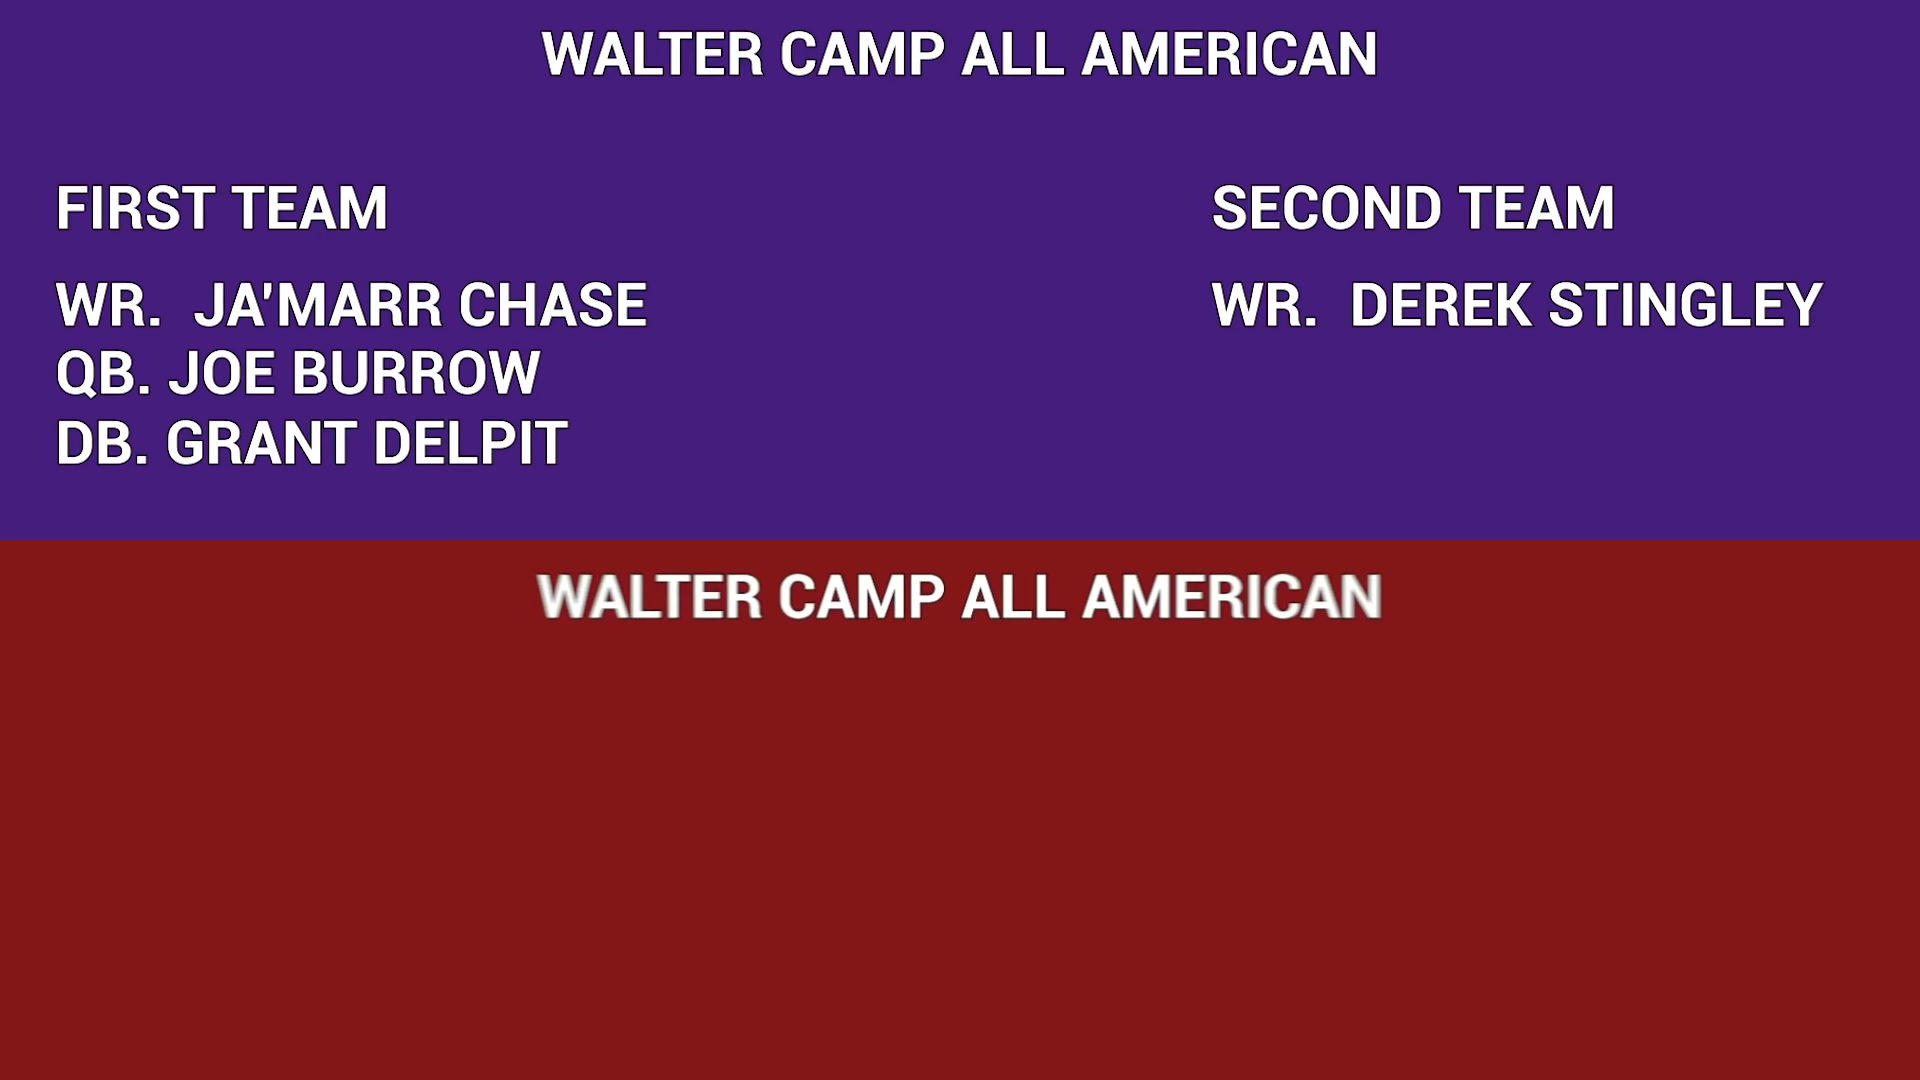 WALTER CAMP ALL AMERICAN
FIRST TEAM
WR.  JA'MARR CHASE
QB. JOE BURROW
DB. GRANT DELPIT
SECOND TEAM
WR.  DEREK STINGLEY
WALTER CAMP ALL AMERICAN